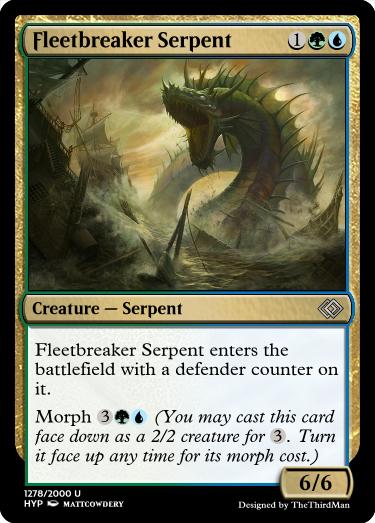 Fleetbreaker Serpent 1
Creature — Serpent
Fleetbreaker Serpent enters the
battlefield with a defender counter on
it.
Morph 3 (You may cast this card
face down as a 2/2 creature for 3. Turn
it face up any time for its morph cost.)
6/6
1278/2000 U
HYP MATTCOWDERY
Designed by TheThirdMan